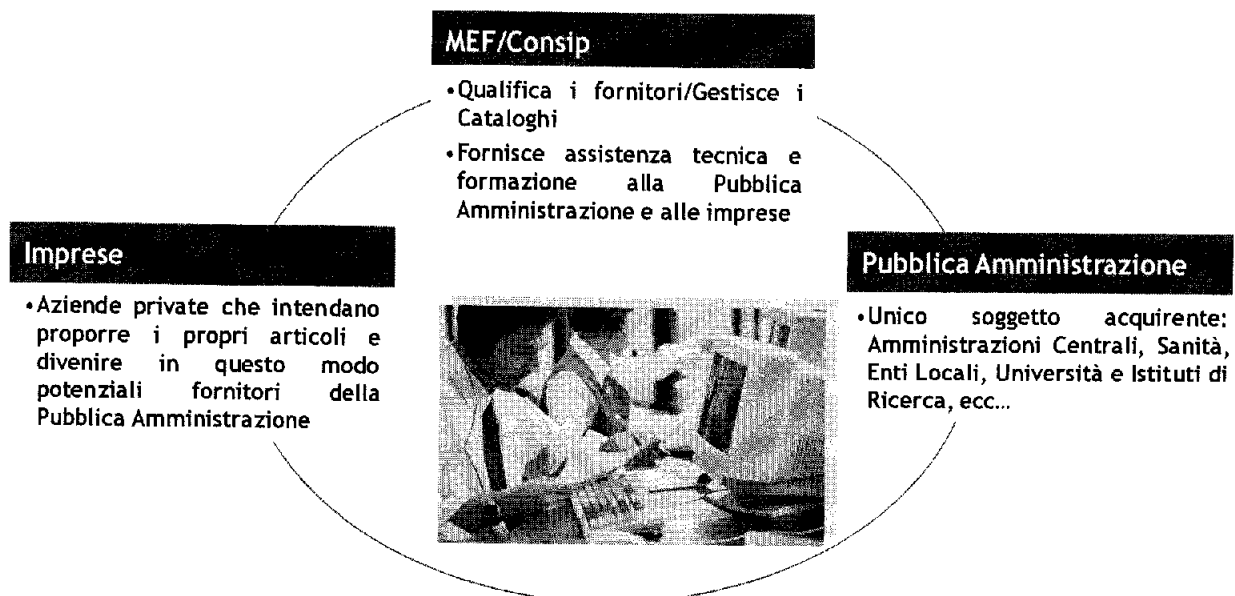 MEF/Consip
•Qualifica i fornitori/Gestisce i
Cataloghi
•Fornisce assistenza tecnica e
formazione alla Pubblica
Amministrazione e alle imprese
Imprese
•Aziende private che intendano
proporre i propri articoli e
divenire in questo modo
potenziali fornitori della
Pubblica Amministrazione
Pubblica Amministrazione
•Unico soggetto acquirente:
Amministrazioni Centrali, Sanità,
Enti Locali, Università e Istituti di
Ricerca, ecc...